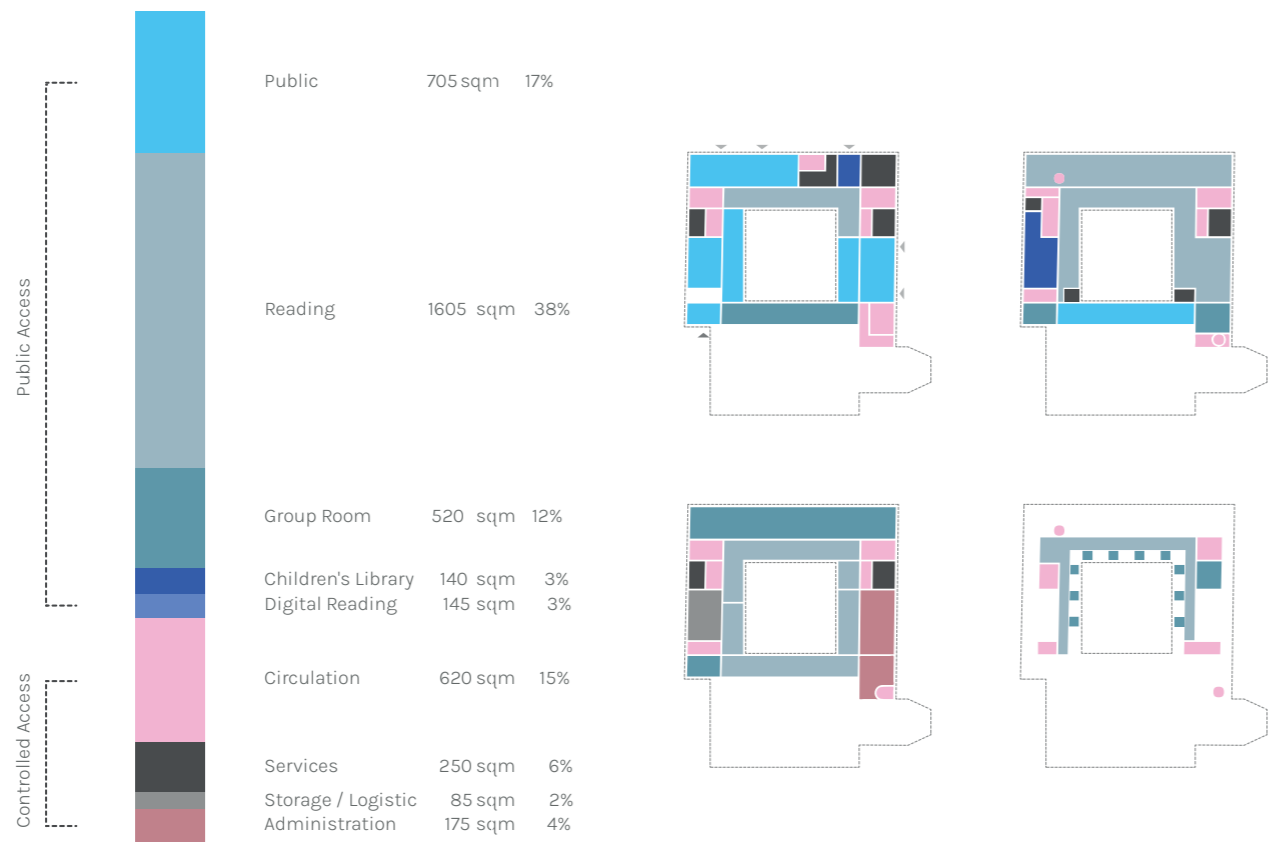 Public Access
Controlled Access
Public 705 sqm 17%
Reading 1605 sqm 38%
Group Room 520 sqm 12%
Children's Library 140 sqm 3%
Digital Reading 145 sqm 3%
Circulation 620 sqm 15%
Services 250 sqm 6%
Storage / Logistic 85 sqm 2%
Administration 175 sqm 4%